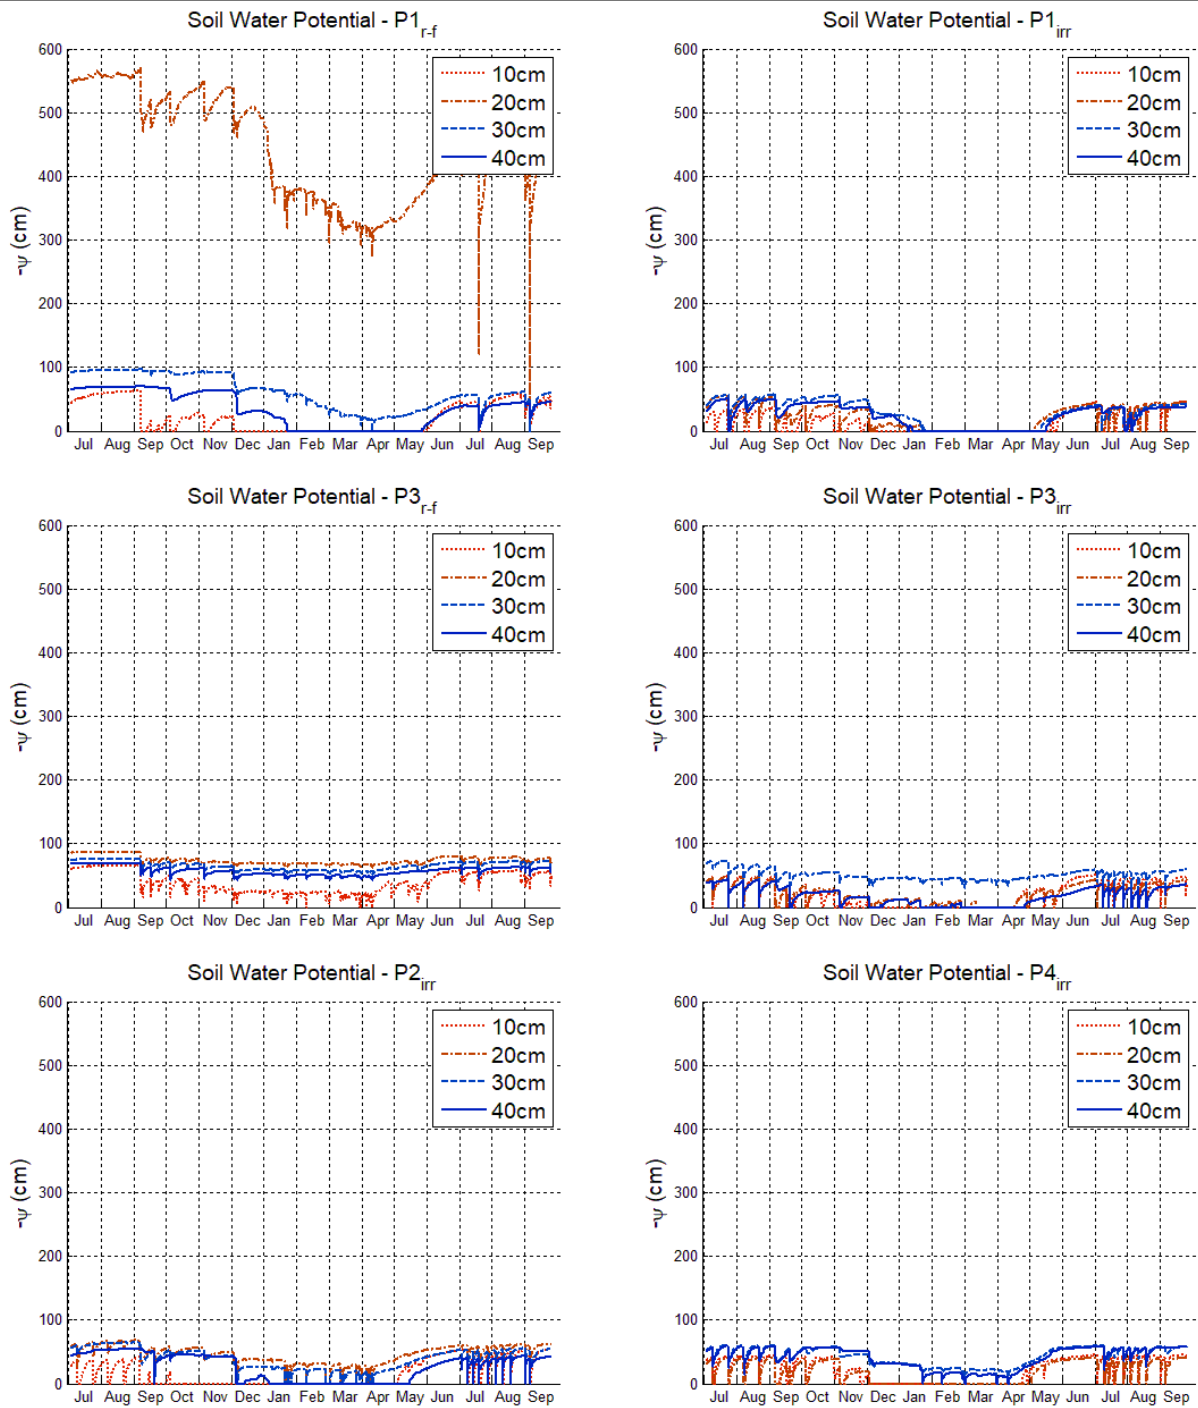 Soil Water Potential - P1r-f
600
500
400
300
200
100
0
-ψ (cm)
10cm
20cm
30cm
40cm
Jul Aug Sep Oct Nov Dec Jan Feb Mar Apr May Jun Jul Aug Sep
Soil Water Potential - P1irr
600
500
400
300
200
100
0
-ψ (cm)
10cm
20cm
30cm
40cm
Jul Aug Sep Oct Nov Dec Jan Feb Mar Apr May Jun Jul Aug Sep
Soil Water Potential - P3r-f
600
500
400
300
200
100
0
-ψ (cm)
10cm
20cm
30cm
40cm
Jul Aug Sep Oct Nov Dec Jan Feb Mar Apr May Jun Jul Aug Sep
Soil Water Potential - P3irr
600
500
400
300
200
100
0
-ψ (cm)
10cm
20cm
30cm
40cm
Jul Aug Sep Oct Nov Dec Jan Feb Mar Apr May Jun Jul Aug Sep
Soil Water Potential - P2irr
600
500
400
300
200
100
0
-ψ (cm)
10cm
20cm
30cm
40cm
Jul Aug Sep Oct Nov Dec Jan Feb Mar Apr May Jun Jul Aug Sep
Soil Water Potential - P4irr
600
500
400
300
200
100
0
-ψ (cm)
10cm
20cm
30cm
40cm
Jul Aug Sep Oct Nov Dec Jan Feb Mar Apr May Jun Jul Aug Sep